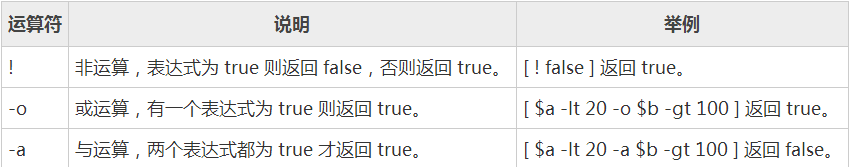 运算符 说明 举例
! 非运算，表达式为 true 则返回 false，否则返回 true。 [ ! false ] 返回 true。
-o 或运算，有一个表达式为 true 则返回 true。 [ $a -lt 20 -o $b -gt 100 ] 返回 true。
-a 与运算，两个表达式都为 true 才返回 true。 [ $a -lt 20 -a $b -gt 100 ] 返回 false。